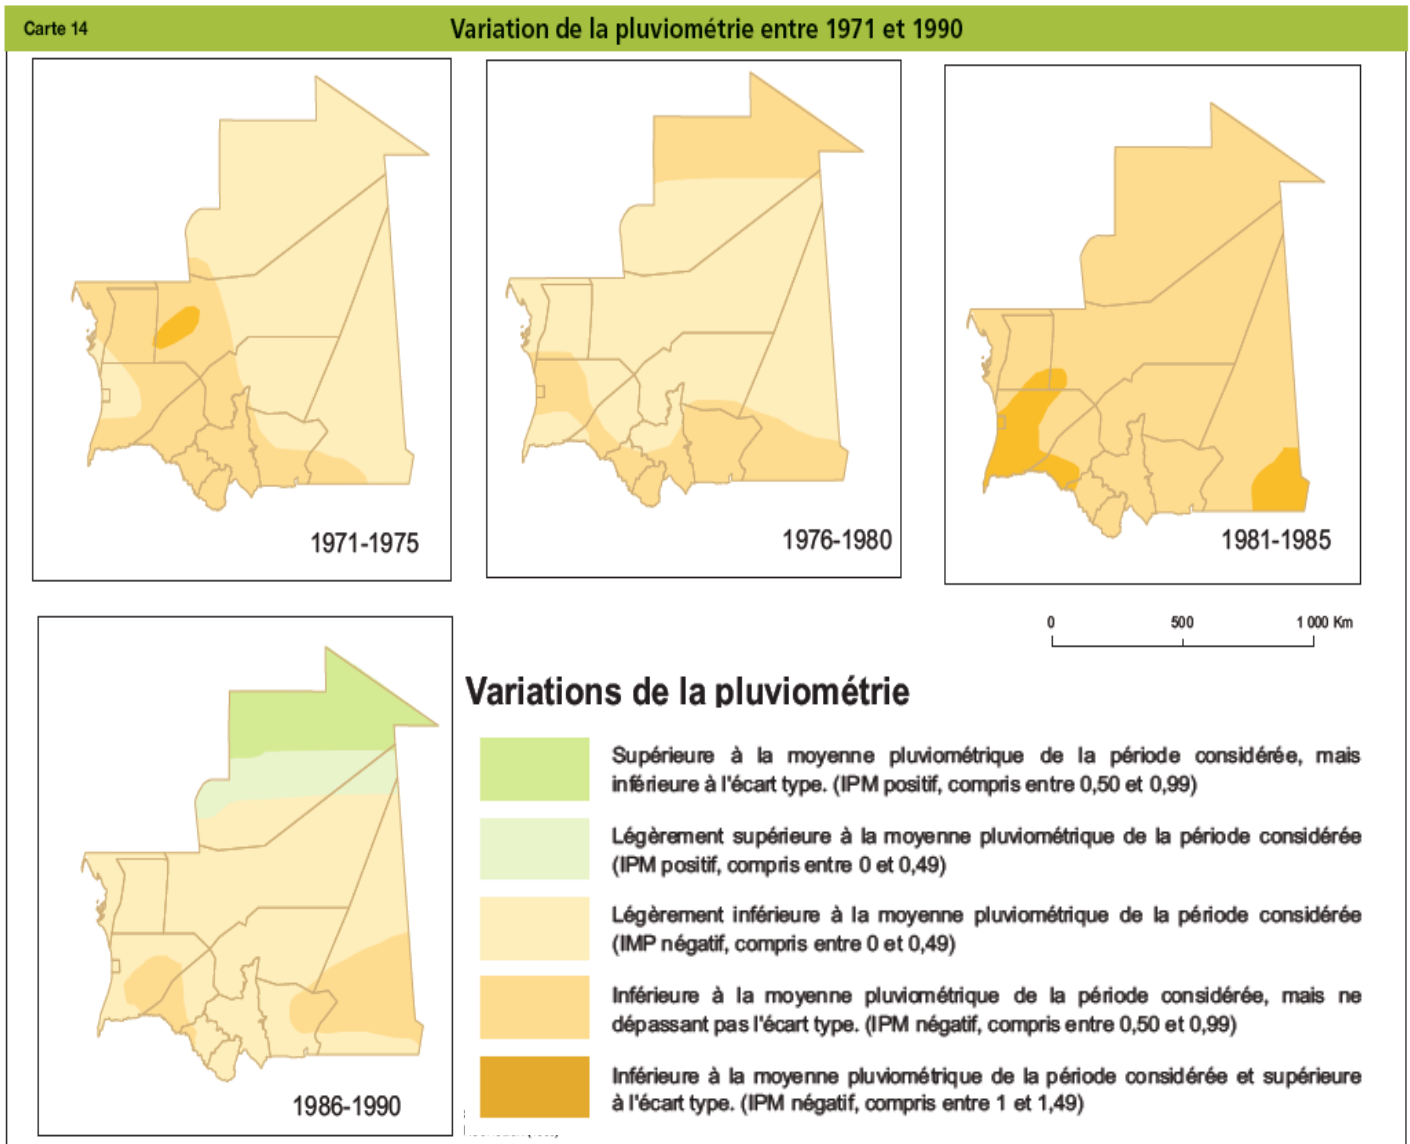 Carte 14
Variation de la pluviométrie entre 1971 et 1990
1971-1975
1976-1980
1981-1985
0 500 1 000 Km
1986-1990
Variations de la pluviométrie
Supérieure à la moyenne pluviométrique de la période considérée, mais
inférieure à l'écart type. (IPM positif, compris entre 0,50 et 0,99)
Légèrement supérieure à la moyenne pluviométrique de la période considérée
(IPM positif, compris entre 0 et 0,49)
Légèrement inférieure à la moyenne pluviométrique de la période considérée
(IMP négatif, compris entre 0 et 0,49)
Inférieure à la moyenne pluviométrique de la période considérée, mais ne
dépassant pas l'écart type. (IPM négatif, compris entre 0,50 et 0,99)
Inférieure à la moyenne pluviométrique de la période considérée et supérieure
à l'écart type. (IPM négatif, compris entre 1 et 1,49)